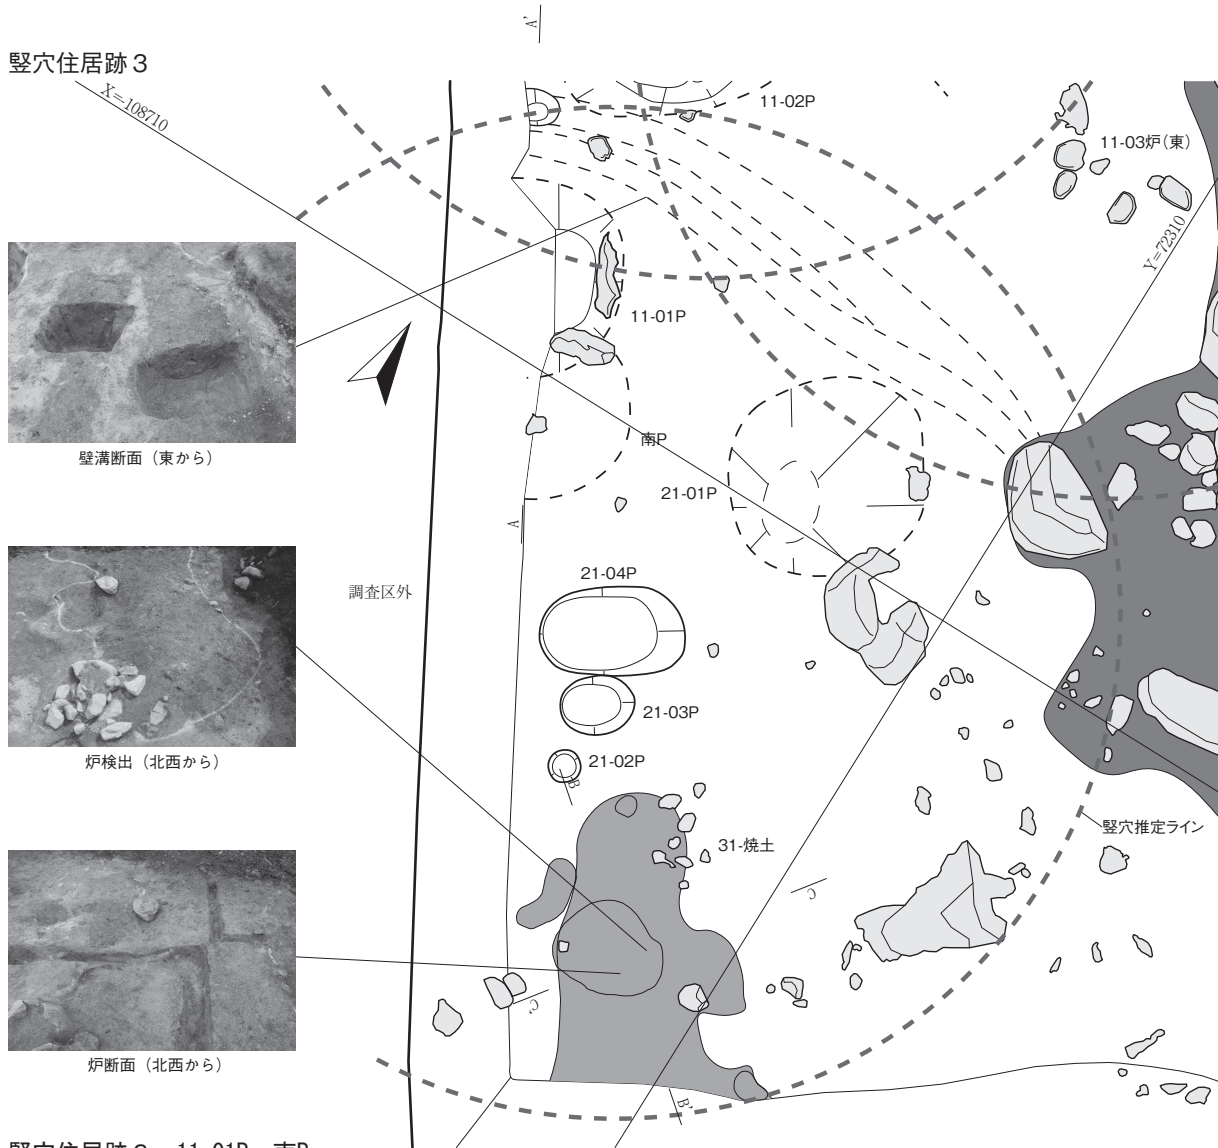 竪穴住居跡３
A'
X=-108710
11-02P
11-03炉(東)
Y=72310
11-01P
壁溝断面（東から）
南P
21-01P
A
21-04P
調査区外
21-03P
炉検出（北西から）
21-02P
B
竪穴推定ライン
31-焼土
C
C'
炉断面（北西から）
B'